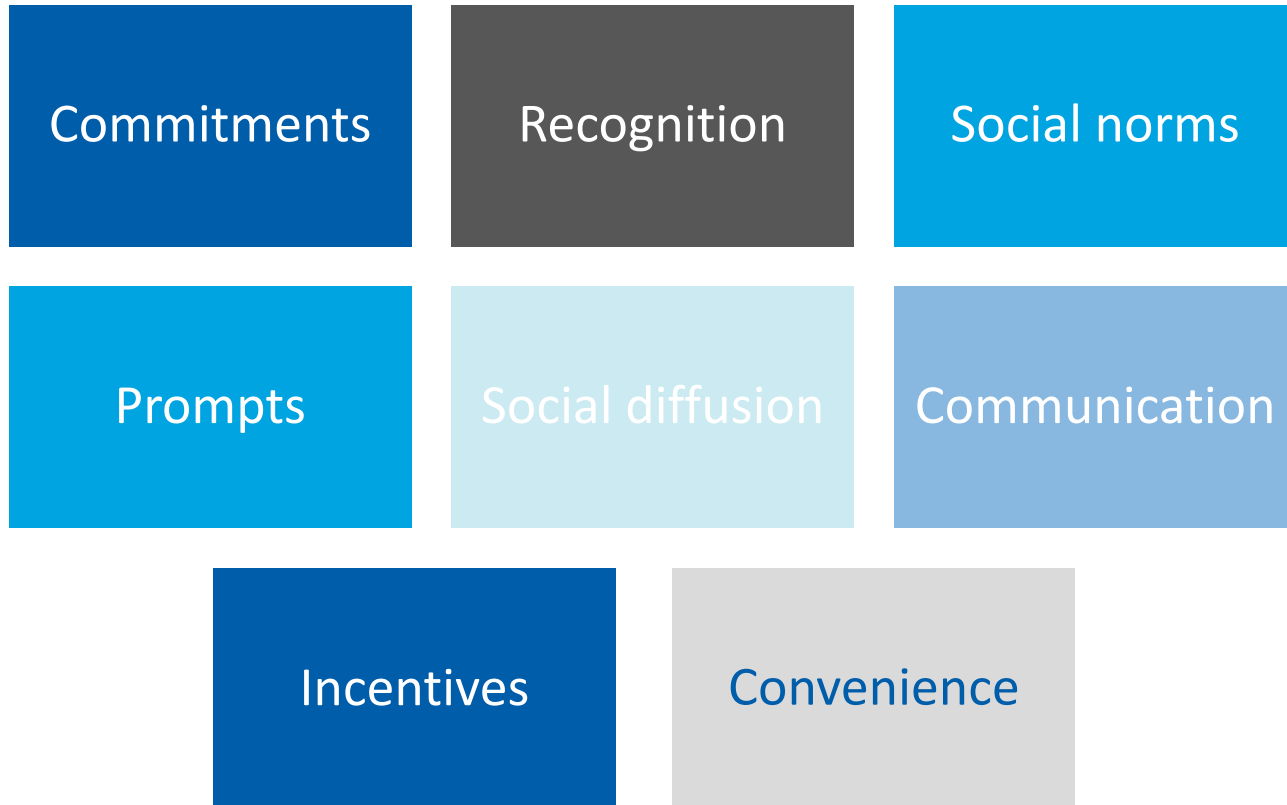 Commitments
Recognition
Social norms
Prompts
Social diffusion
Communication
Incentives
Convenience